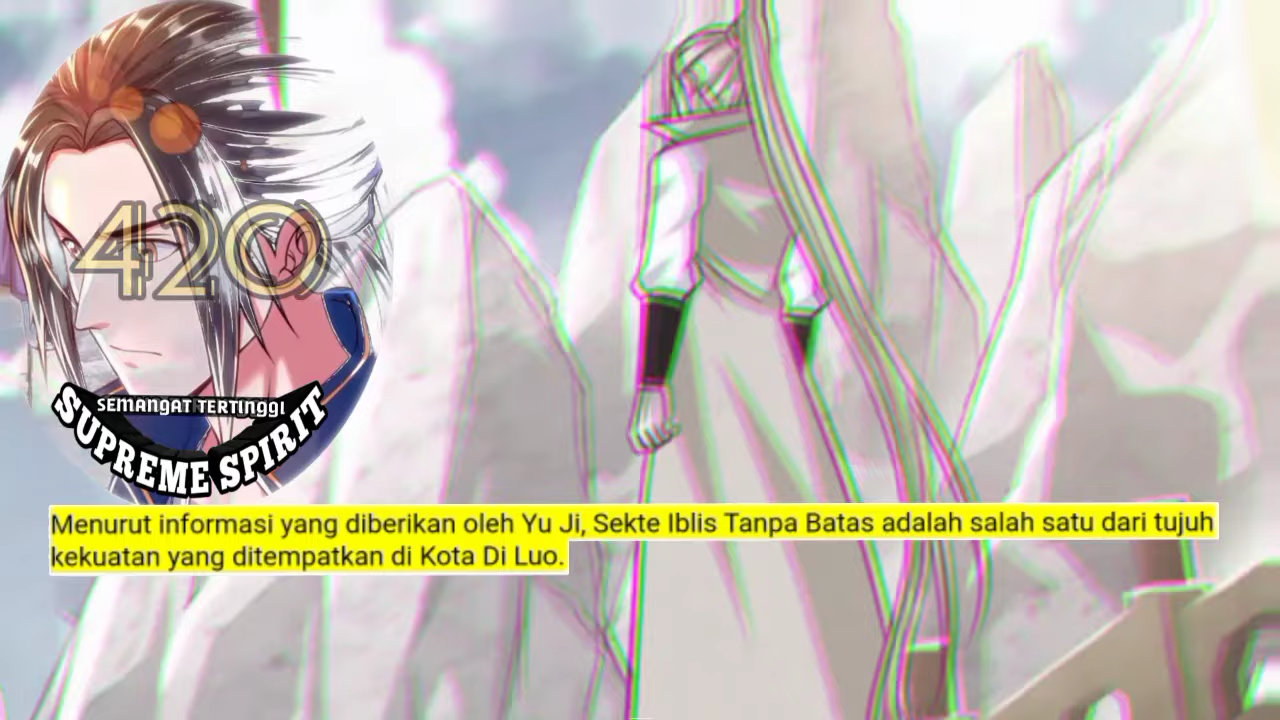 420
SEMANGAT TERTINGGI
SUPREME SPIRIT
Menurut informasi yang diberikan oleh Yu Ji, Sekte Iblis Tanpa Batas adalah salah satu dari tujuh
kekuatan yang ditempatkan di Kota Di Luo.